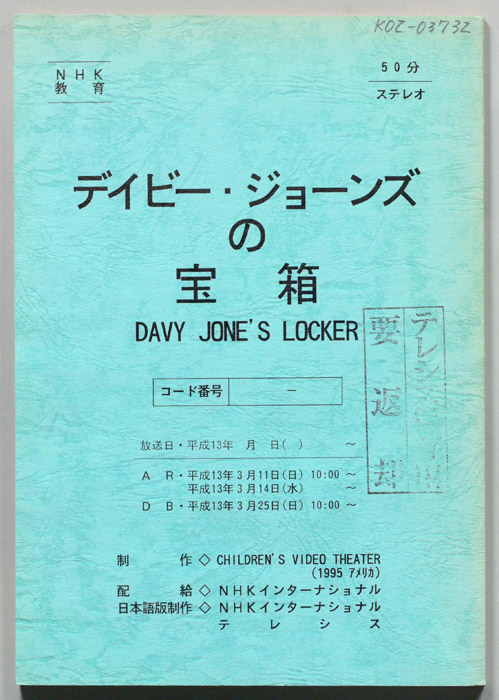 KOZ-03732
NHK
教育
50分
ステレオ
デイビー・ジョーンズ
の
宝箱
DAVY JONE'S LOCKER
コード番号 －
要返却
放送日・平成13年 月 日( ) ～
AR・平成13年3月11日(日) 10:00 ～
平成13年3月14日(水) ～
DB・平成13年3月25日(日) 10:00 ～
制作◇CHILDREN'S VIDEO THEATER
(1995 ｱﾒﾘｶ)
配給◇NHKインターナショナル
日本語版制作◇NHKインターナショナル
テレシス